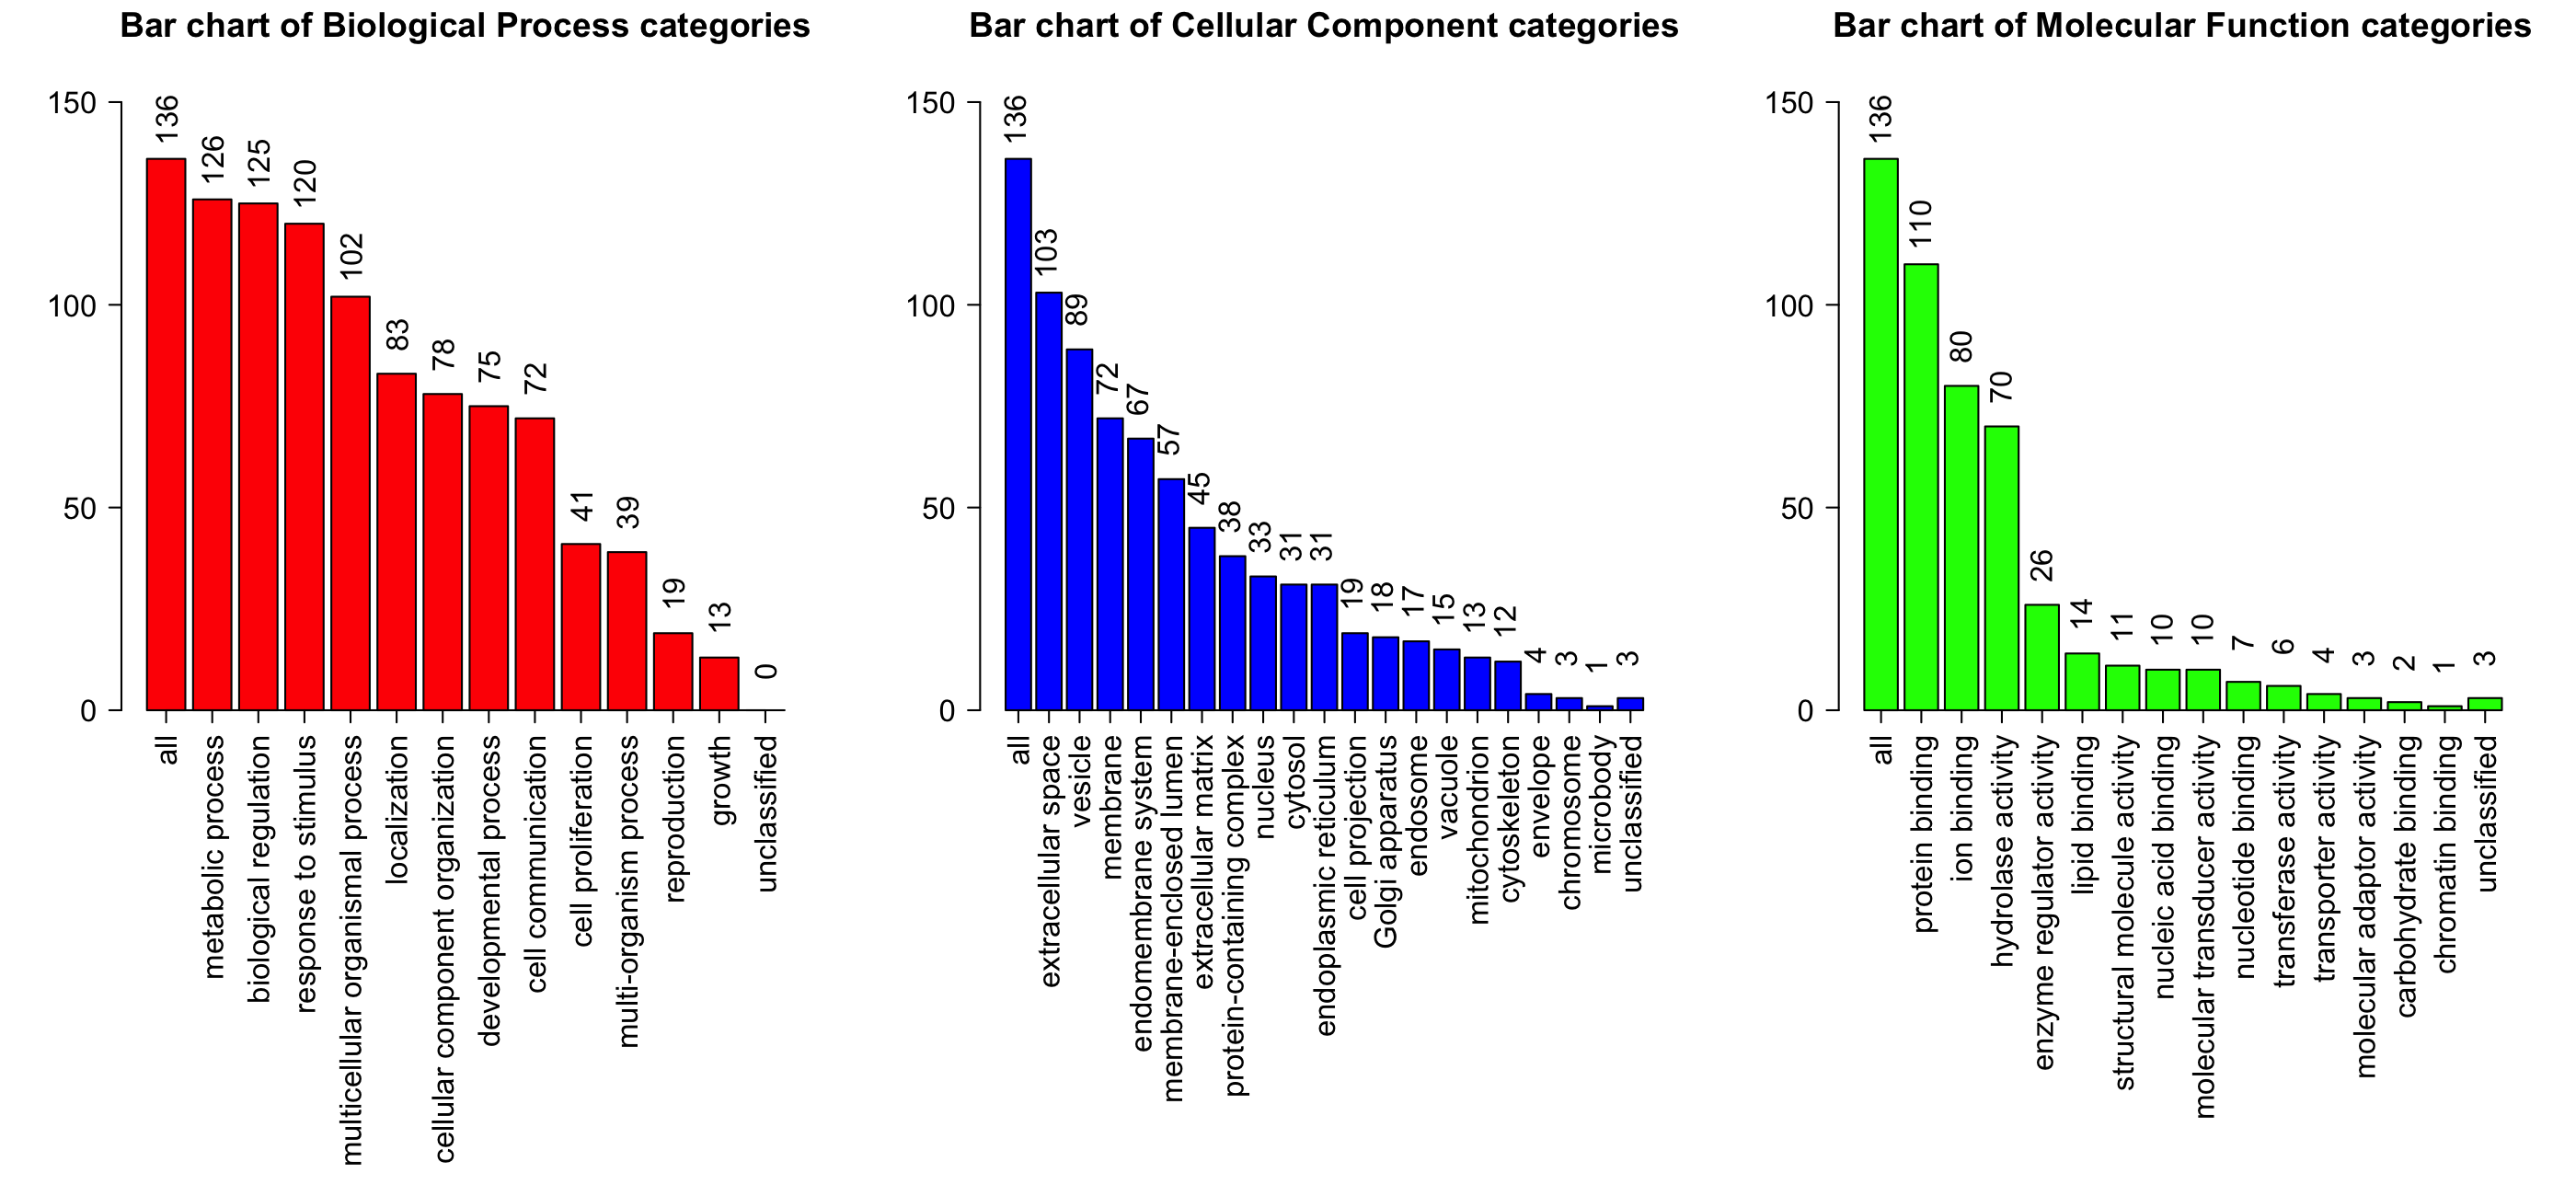 Bar chart of Biological Process categories
150
100
50
0
136
126
125
120
102
83
78
75
72
41
39
19
13
0
all
metabolic process
biological regulation
response to stimulus
multicellular organismal process
localization
cellular component organization
developmental process
cell communication
cell proliferation
multi-organism process
reproduction
growth
unclassified
Bar chart of Cellular Component categories
150
100
50
0
136
103
89
72
67
57
45
38
33
31
31
19
18
17
15
13
12
4
3
1
3
all
extracellular space
vesicle
membrane
endomembrane system
membrane-enclosed lumen
extracellular matrix
protein-containing complex
nucleus
cytosol
endoplasmic reticulum
cell projection
Golgi apparatus
endosome
vacuole
mitochondrion
cytoskeleton
envelope
chromosome
microbody
unclassified
Bar chart of Molecular Function categories
150
100
50
0
136
110
80
70
26
14
11
10
10
7
6
4
3
2
1
3
all
protein binding
ion binding
hydrolase activity
enzyme regulator activity
lipid binding
structural molecule activity
nucleic acid binding
molecular transducer activity
nucleotide binding
transferase activity
transporter activity
molecular adaptor activity
carbohydrate binding
chromatin binding
unclassified